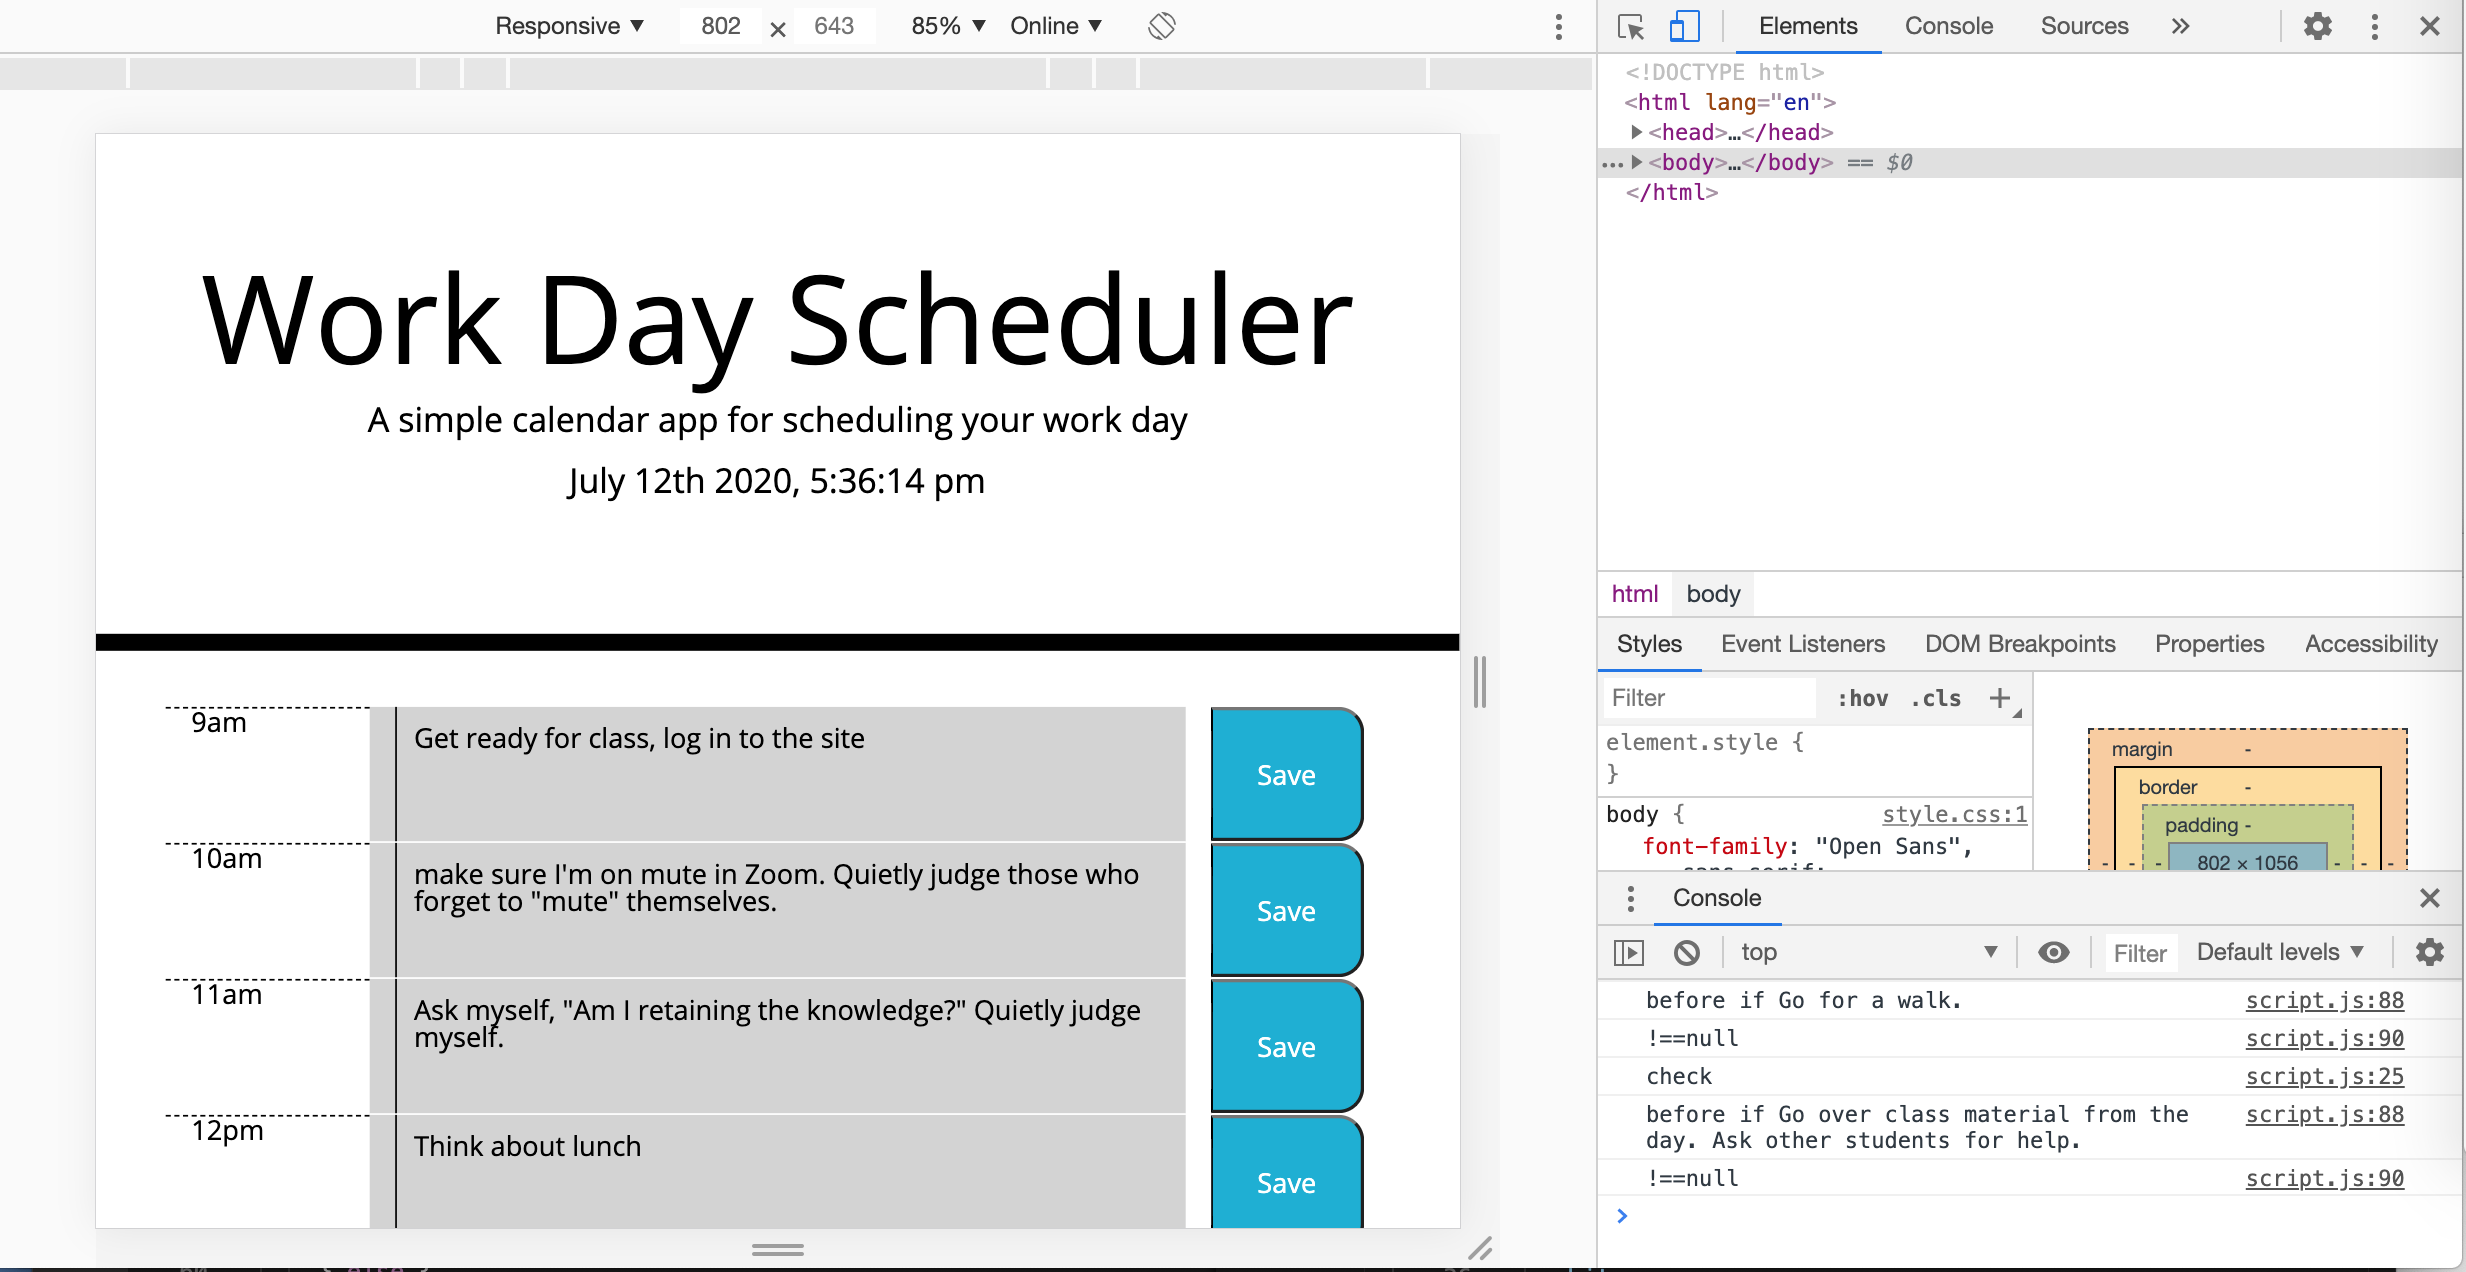 Responsive ▼ 802 × 643 85% ▼ Online ▼
Elements Console Sources »
<!DOCTYPE html>
<html lang="en">
▶<head>…</head>
…▶<body>…</body> == $0
</html>
Work Day Scheduler
A simple calendar app for scheduling your work day
July 12th 2020, 5:36:14 pm
9am
Get ready for class, log in to the site
Save
10am
make sure I'm on mute in Zoom. Quietly judge those who
forget to "mute" themselves.
Save
11am
Ask myself, "Am I retaining the knowledge?" Quietly judge
myself.
Save
12pm
Think about lunch
Save
html body
Styles Event Listeners DOM Breakpoints Properties Accessibility
Filter :hov .cls +
element.style {
}
body { style.css:1
font-family: "Open Sans",
sans-serif;
margin -
border -
padding -
- - - 802 × 1056 - - -
Console
top ▼ Filter Default levels ▼
before if Go for a walk. script.js:88
!==null script.js:90
check script.js:25
before if Go over class material from the script.js:88
day. Ask other students for help.
!==null script.js:90
>